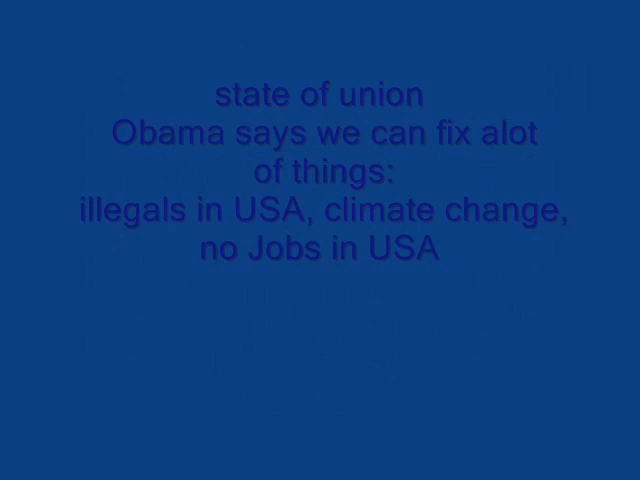 state of union
Obama says we can fix alot
of things:
illegals in USA, climate change,
no Jobs in USA